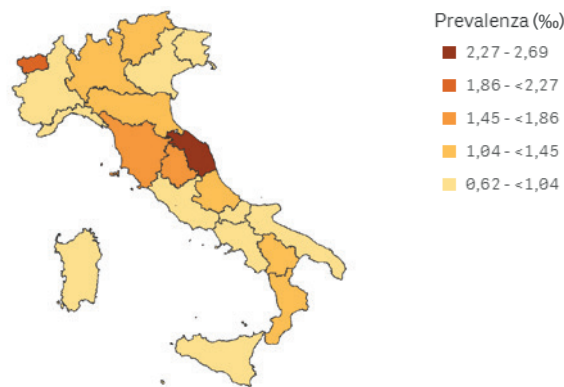 Prevalenza (‰)
2,27 - 2,69
1,86 - <2,27
1,45 - <1,86
1,04 - <1,45
0,62 - <1,04